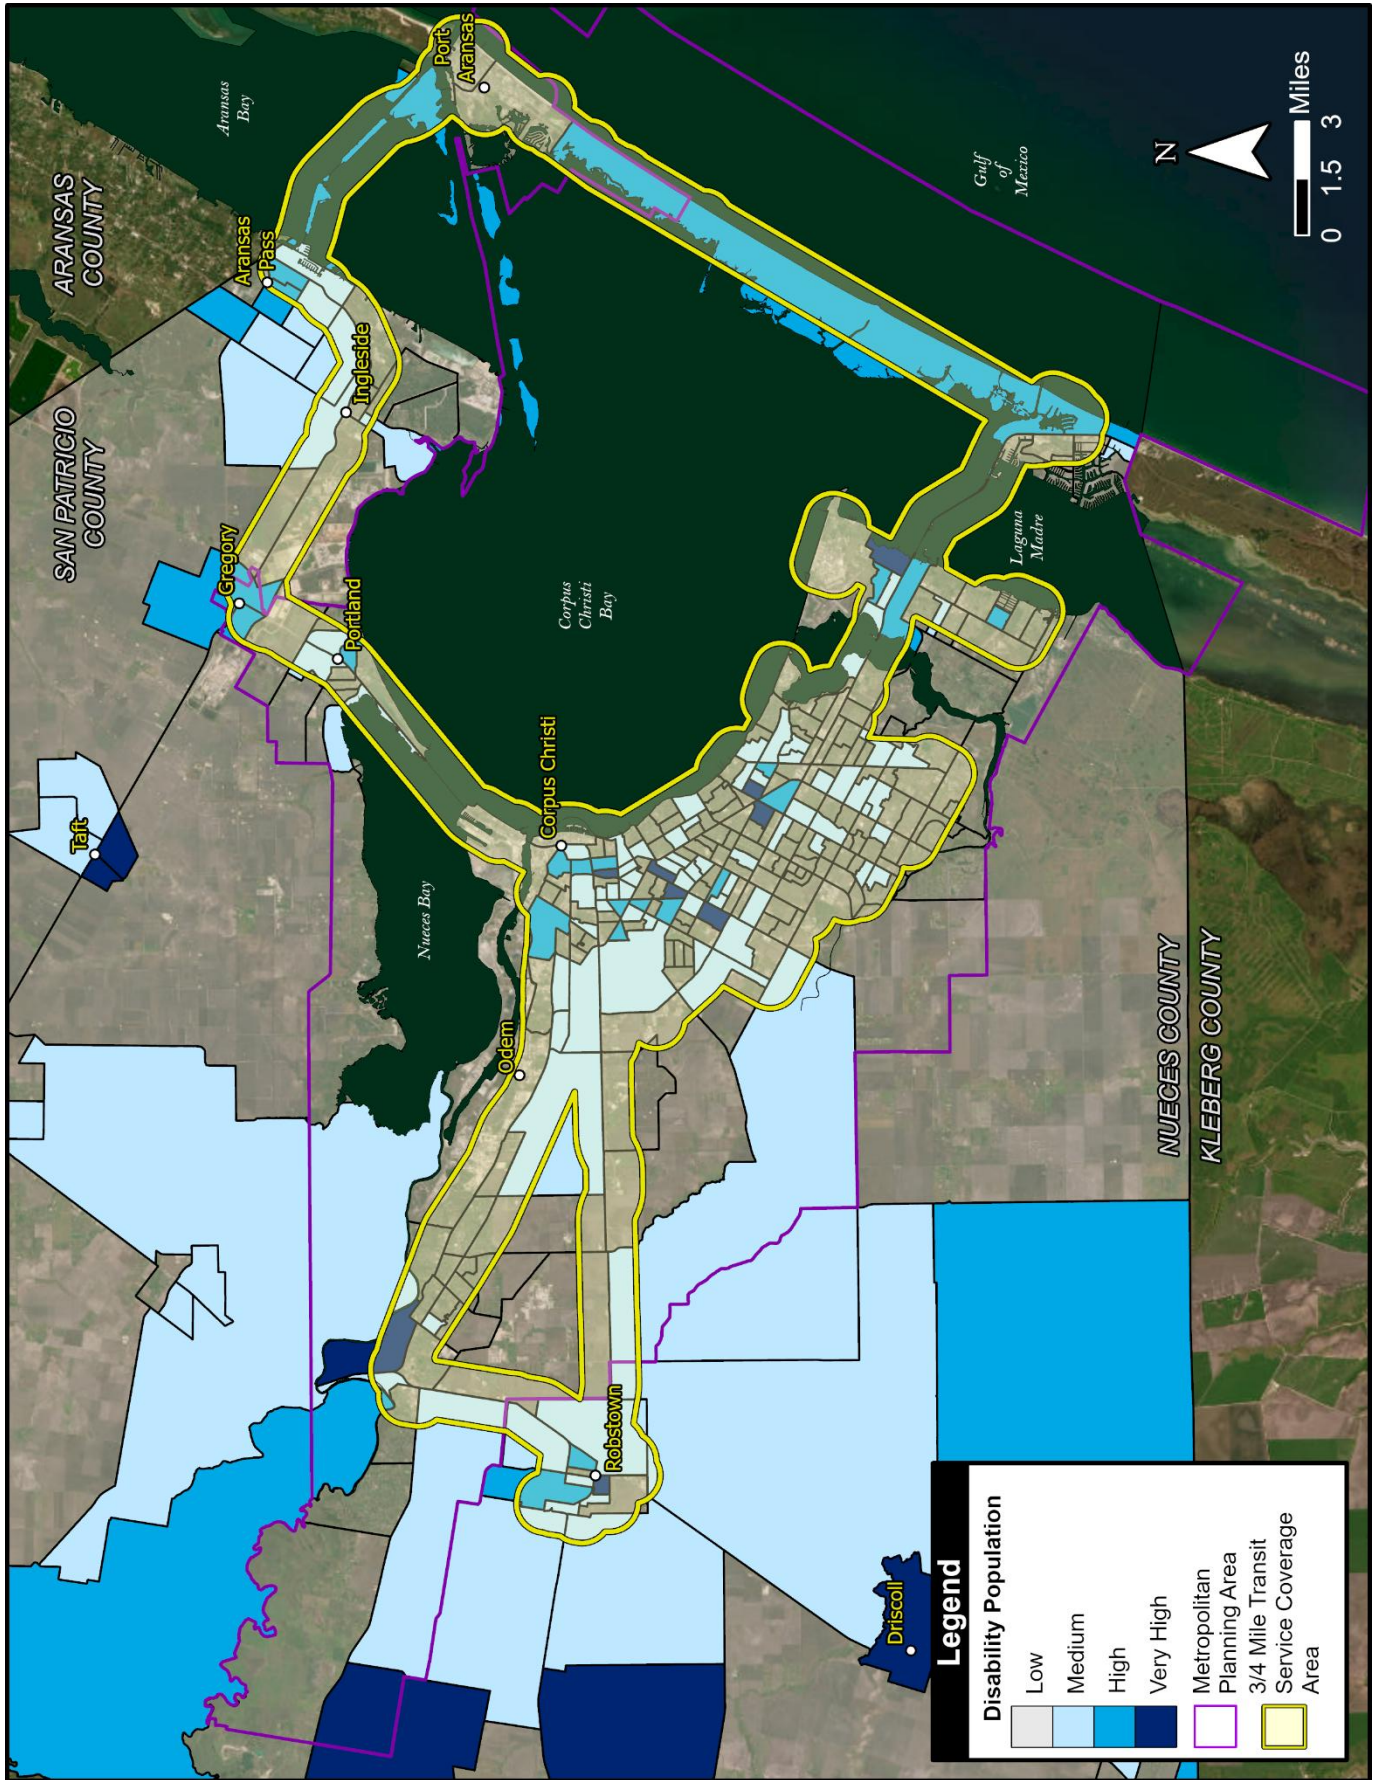 SAN PATRICIO
COUNTY
ARANSAS
COUNTY
Aransas
Bay
Port
Aransas
Aransas
Pass
Ingleside
Gregory
Portland
Taft
Nueces Bay
Corpus
Christi
Bay
Corpus Christi
Odem
Robstown
Driscoll
Laguna
Madre
Gulf
of
Mexico
NUECES COUNTY
KLEBERG COUNTY
N
0 1.5 3
Miles
Legend
Disability Population
Low
Medium
High
Very High
Metropolitan
Planning Area
3/4 Mile Transit
Service Coverage
Area